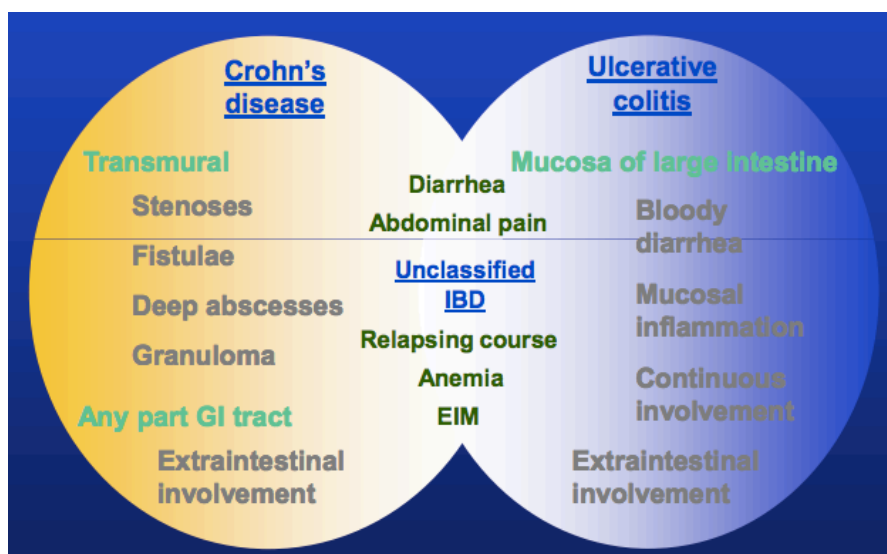 Crohn's
disease
Transmural
Stenoses
Fistulae
Deep abscesses
Granuloma
Any part GI tract
Extraintestinal
involvement
Diarrhea
Abdominal pain
Unclassified
IBD
Relapsing course
Anemia
EIM
Ulcerative
colitis
Mucosa of large intestine
Bloody
diarrhea
Mucosal
inflammation
Continuous
involvement
Extraintestinal
involvement